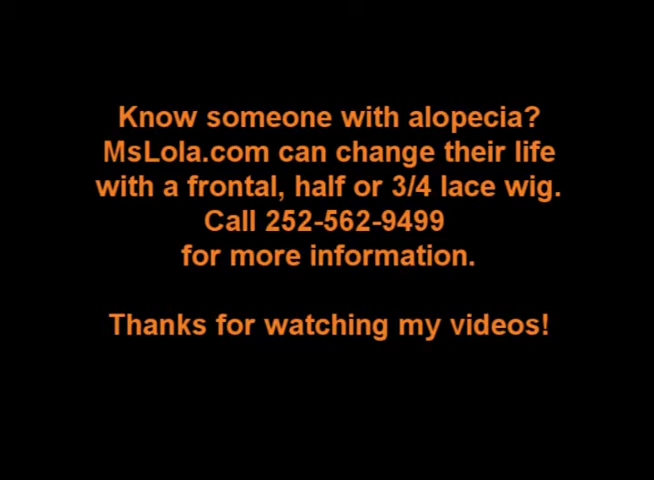 Know someone with alopecia?
MsLola.com can change their life
with a frontal, half or 3/4 lace wig.
Call 252-562-9499
for more information.
Thanks for watching my videos!